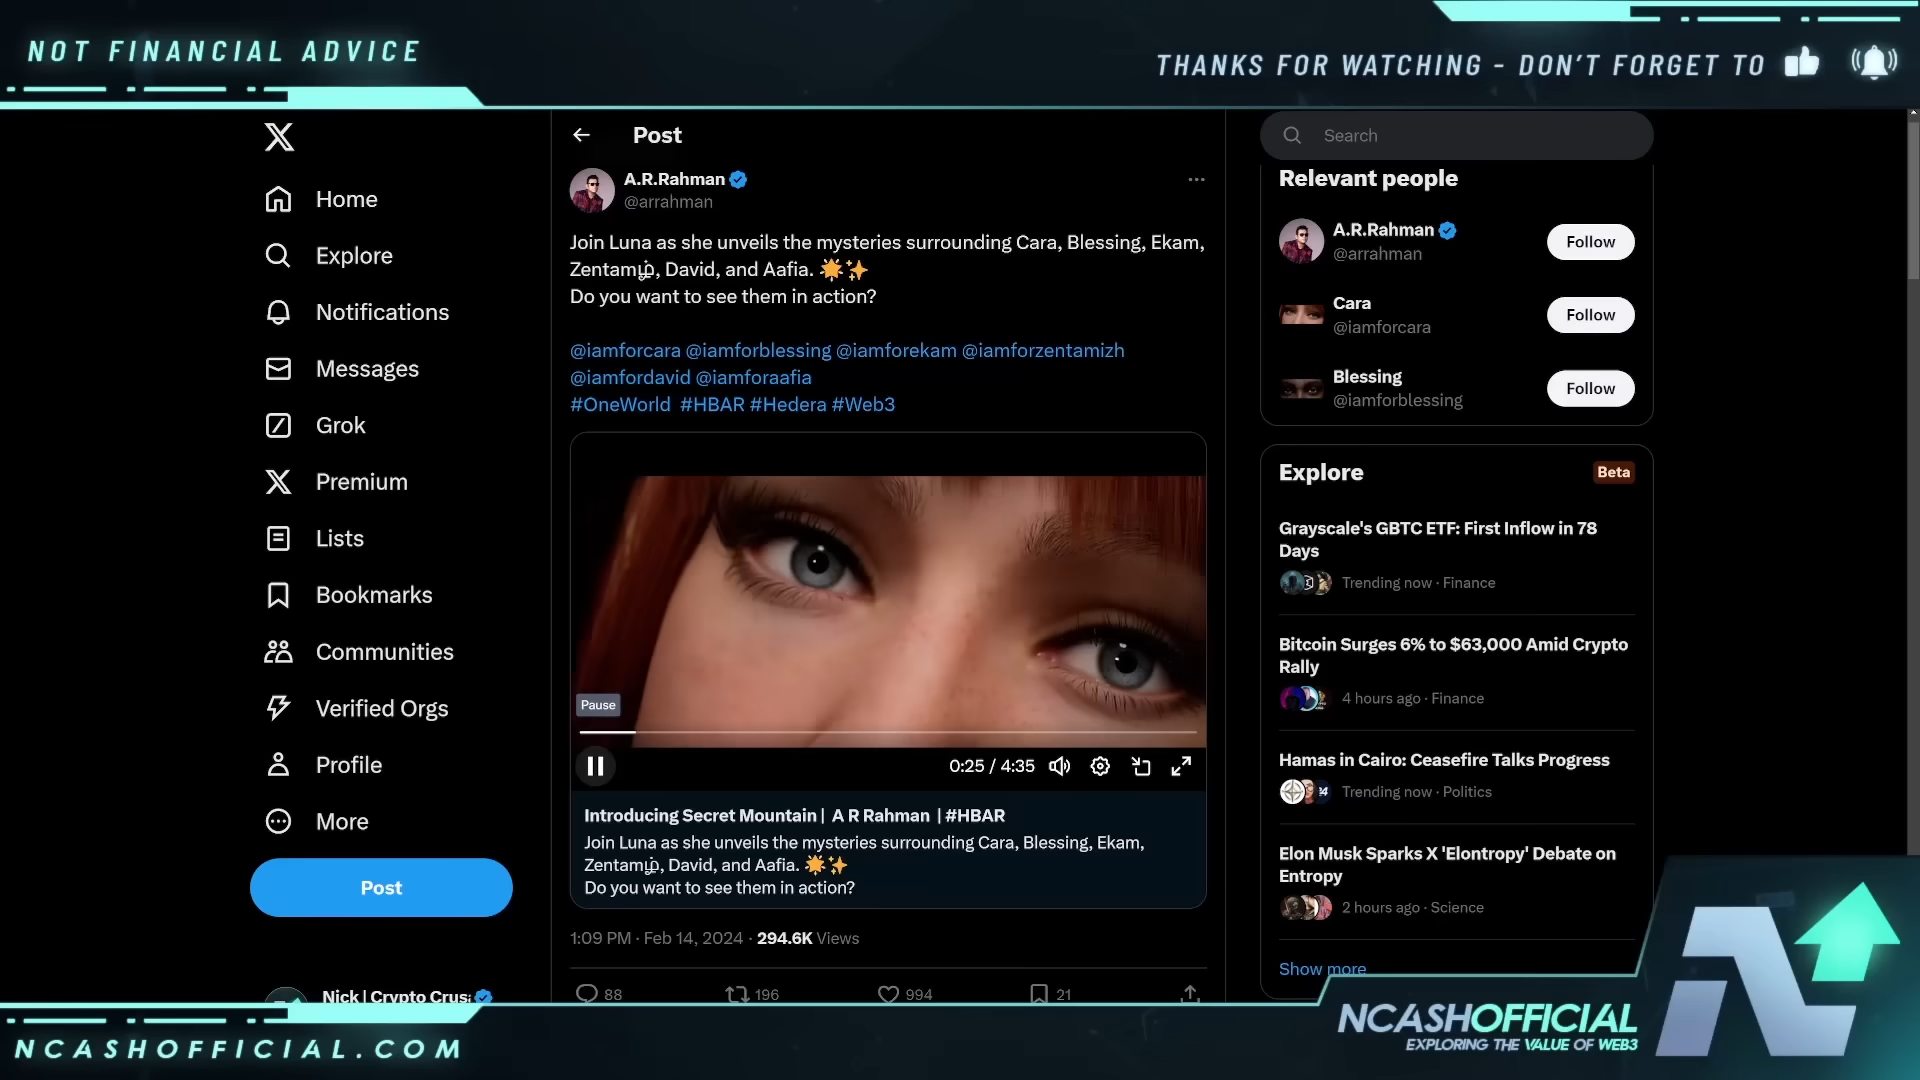 NOT FINANCIAL ADVICE
THANKS FOR WATCHING - DON'T FORGET TO
Home
Explore
Notifications
Messages
Grok
Premium
Lists
Bookmarks
Communities
Verified Orgs
Profile
More
Post
Nick | Crypto Crus
Post
A.R.Rahman
@arrahman
Join Luna as she unveils the mysteries surrounding Cara, Blessing, Ekam,
Zentamழ், David, and Aafia. 🌟✨
Do you want to see them in action?
@iamforcara @iamforblessing @iamforekam @iamforzentamizh
@iamfordavid @iamforaafia
#OneWorld #HBAR #Hedera #Web3
Pause
0:25 / 4:35
Introducing Secret Mountain | A R Rahman | #HBAR
Join Luna as she unveils the mysteries surrounding Cara, Blessing, Ekam,
Zentamழ், David, and Aafia. 🌟✨
Do you want to see them in action?
1:09 PM · Feb 14, 2024 · 294.6K Views
88
196
994
21
Search
Relevant people
A.R.Rahman
@arrahman
Follow
Cara
@iamforcara
Follow
Blessing
@iamforblessing
Follow
Explore
Beta
Grayscale's GBTC ETF: First Inflow in 78
Days
Trending now · Finance
Bitcoin Surges 6% to $63,000 Amid Crypto
Rally
4 hours ago · Finance
Hamas in Cairo: Ceasefire Talks Progress
Trending now · Politics
Elon Musk Sparks X 'Elontropy' Debate on
Entropy
2 hours ago · Science
Show more
NCASHOFFICIAL.COM
NCASHOFFICIAL
EXPLORING THE VALUE OF WEB3